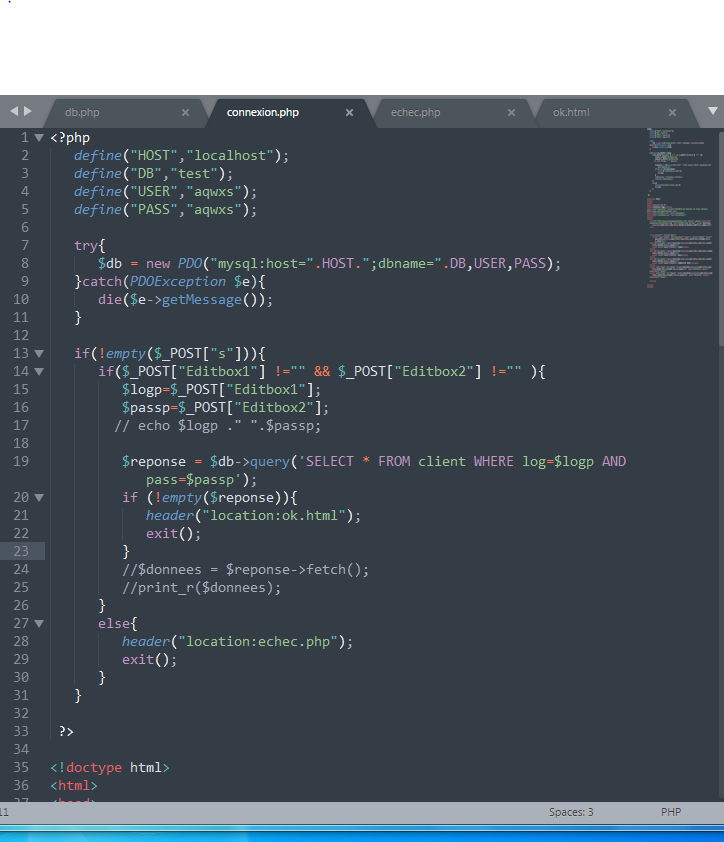 db.php × connexion.php × echec.php × ok.html ×
1 <?php
2 define("HOST","localhost");
3 define("DB","test");
4 define("USER","aqwxs");
5 define("PASS","aqwxs");
6
7 try{
8 $db = new PDO("mysql:host=".HOST.";dbname=".DB,USER,PASS);
9 }catch(PDOException $e){
10 die($e->getMessage());
11 }
12
13 if(!empty($_POST["s"])){
14 if($_POST["Editbox1"] !="" && $_POST["Editbox2"] !="" ){
15 $logp=$_POST["Editbox1"];
16 $passp=$_POST["Editbox2"];
17 // echo $logp ." ".$passp;
18
19 $reponse = $db->query('SELECT * FROM client WHERE log=$logp AND
pass=$passp');
20 if (!empty($reponse)){
21 header("location:ok.html");
22 exit();
23 }
24 //$donnees = $reponse->fetch();
25 //print_r($donnees);
26 }
27 else{
28 header("location:echec.php");
29 exit();
30 }
31 }
32
33 ?>
34
35 <!doctype html>
36 <html>
37 <head>
11 Spaces: 3 PHP